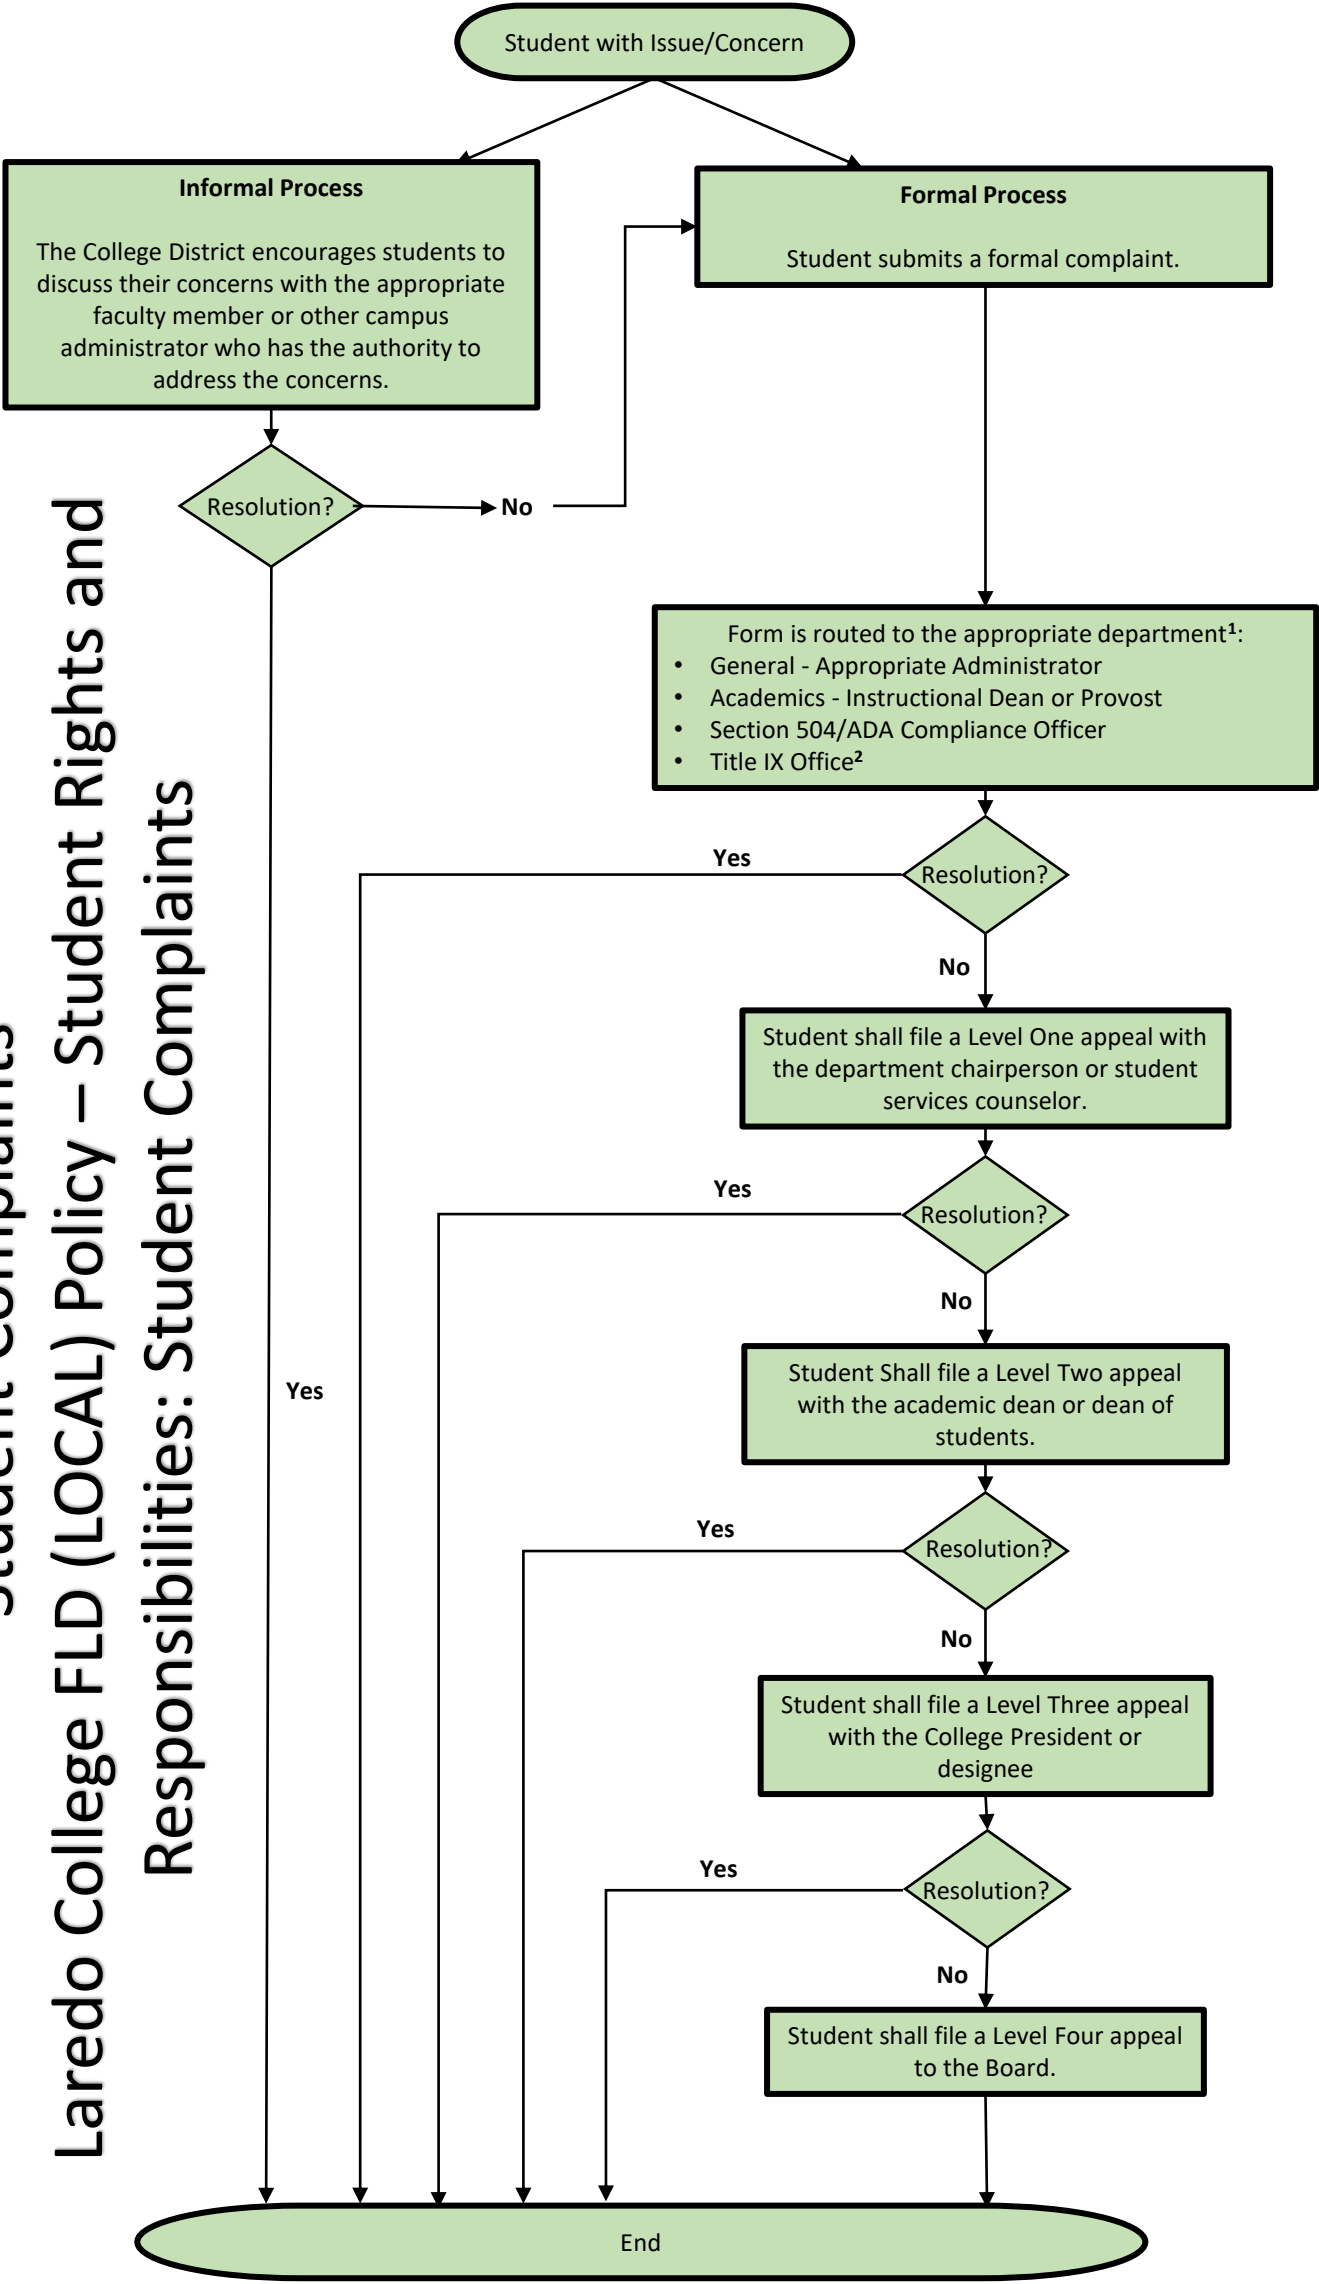 Student with Issue/Concern
Informal Process
The College District encourages students to
discuss their concerns with the appropriate
faculty member or other campus
administrator who has the authority to
address the concerns.
Formal Process
Student submits a formal complaint.
Resolution?
No
Form is routed to the appropriate department¹:
• General - Appropriate Administrator
• Academics - Instructional Dean or Provost
• Section 504/ADA Compliance Officer
• Title IX Office²
Yes
Resolution?
No
Student shall file a Level One appeal with
the department chairperson or student
services counselor.
Yes
Resolution?
No
Yes
Student Shall file a Level Two appeal
with the academic dean or dean of
students.
Yes
Resolution?
No
Student shall file a Level Three appeal
with the College President or
designee
Yes
Resolution?
No
Student shall file a Level Four appeal
to the Board.
End
Student Complaints
Laredo College FLD (LOCAL) Policy – Student Rights and
Responsibilities: Student Complaints